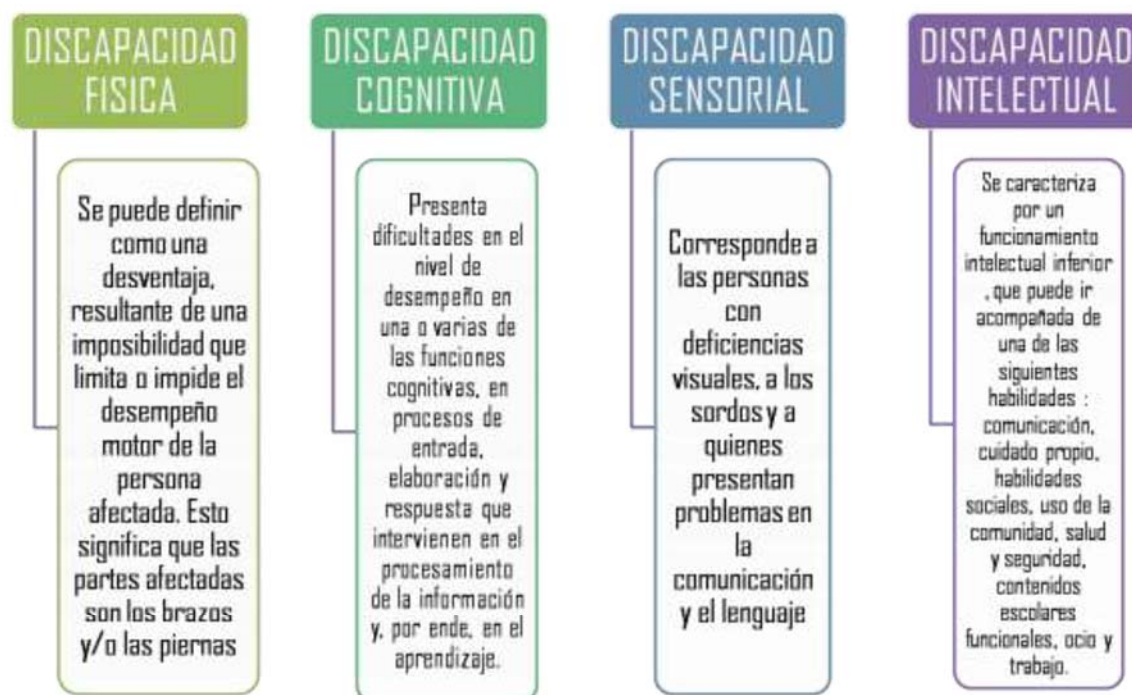 DISCAPACIDAD
FISICA
Se puede definir
como una
desventaja,
resultante de una
imposibilidad que
limita o impide el
desempeño
motor de la
persona
afectada. Esto
significa que las
partes afectadas
son los brazos
y/o las piernas
DISCAPACIDAD
COGNITIVA
Presenta
dificultades en el
nivel de
desempeño en
una o varias de
las funciones
cognitivas, en
procesos de
entrada,
elaboración y
respuesta que
intervienen en el
procesamiento
de la información
y, por ende, en el
aprendizaje.
DISCAPACIDAD
SENSORIAL
Corresponde a
las personas
con
deficiencias
visuales, a los
sordos y a
quienes
presentan
problemas en
la
comunicación
y el lenguaje
DISCAPACIDAD
INTELECTUAL
Se caracteriza
por un
funcionamiento
intelectual inferior
, que puede ir
acompañada de
una de las
siguientes
habilidades :
comunicación,
cuidado propio,
habilidades
sociales, uso de la
comunidad, salud
y seguridad,
contenidos
escolares
funcionales, ocio y
trabajo.